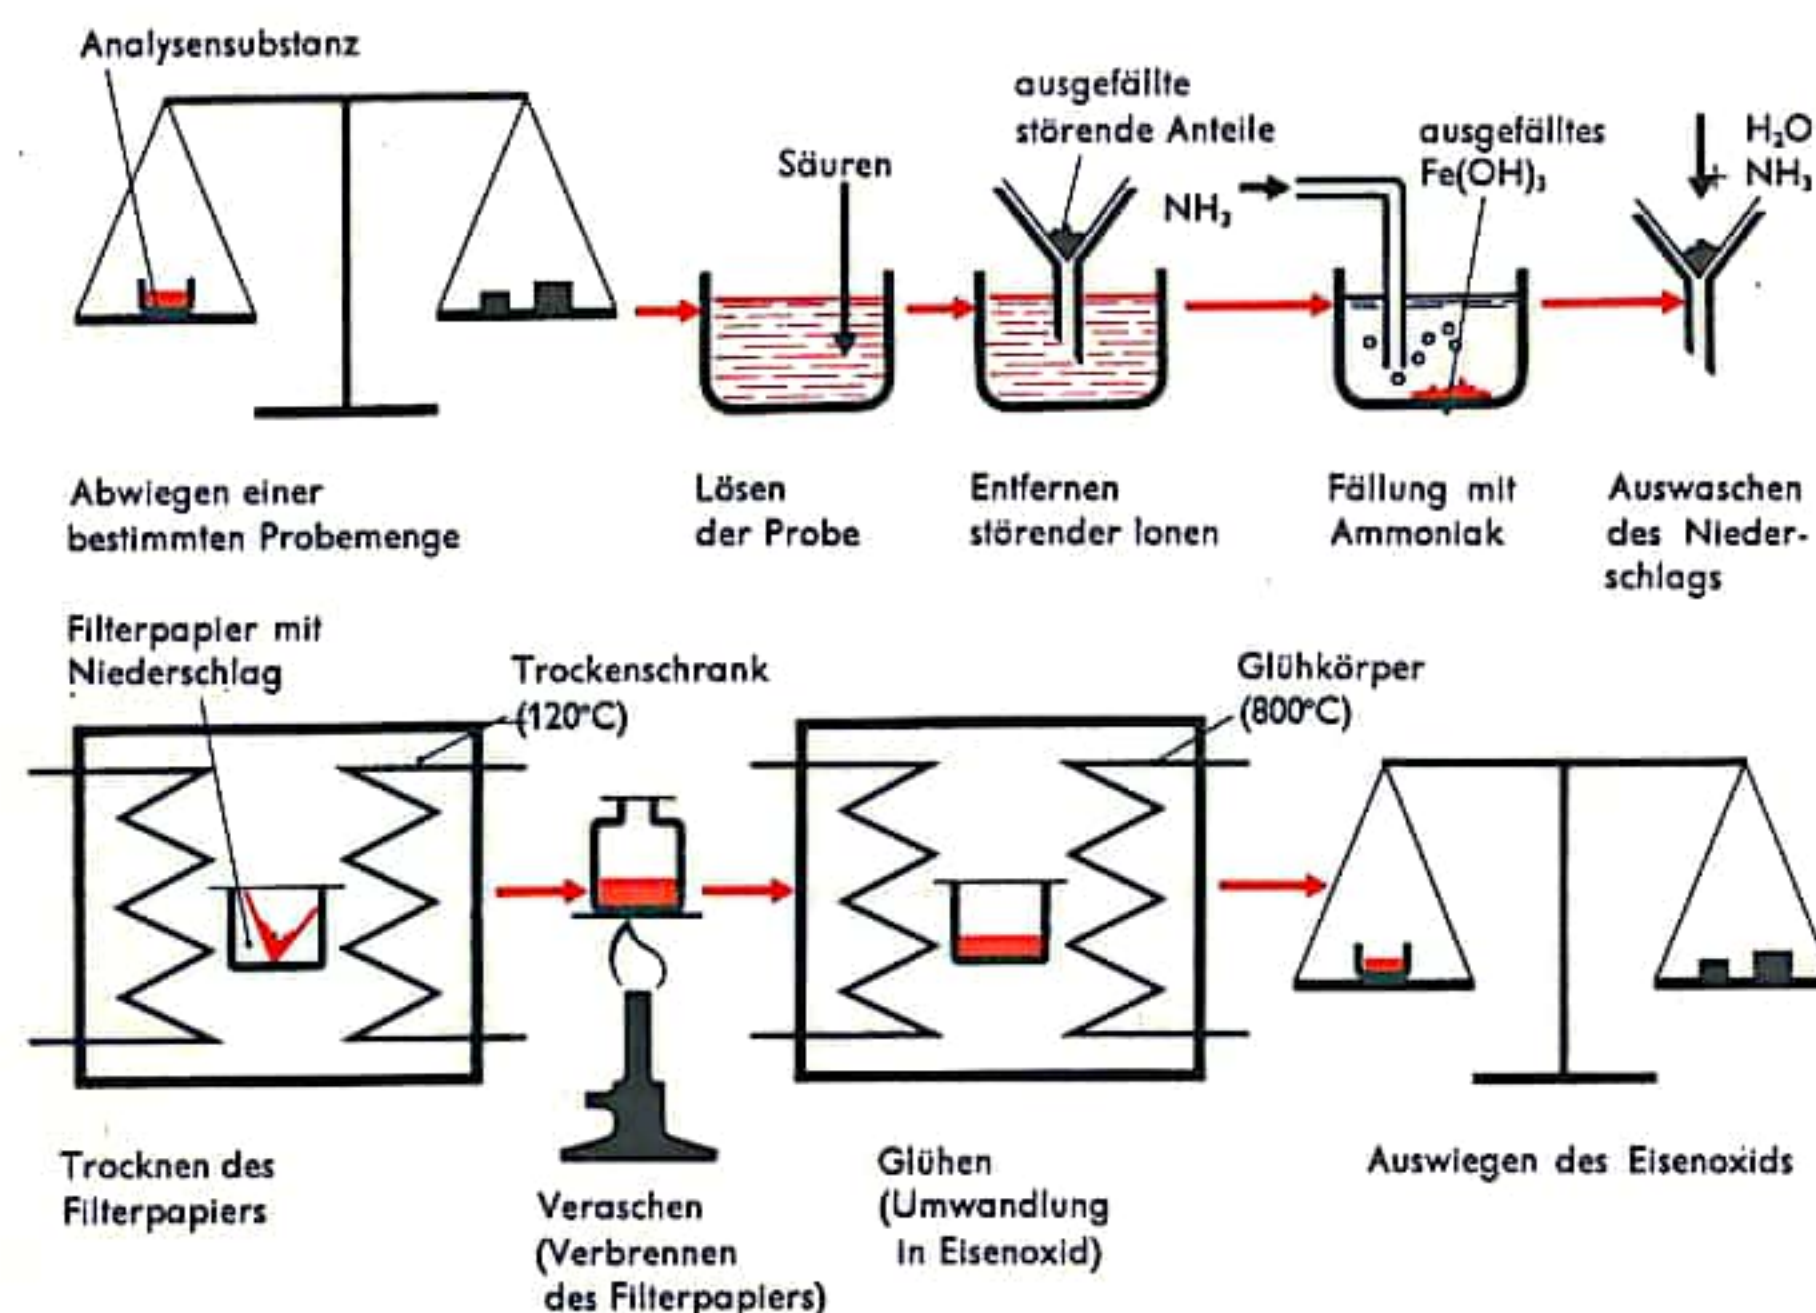 Analysensubstanz
Säuren
ausgefällte
störende Anteile
NH₃
ausgefälltes
Fe(OH)₃
H₂O
+ NH₃
Abwiegen einer
bestimmten Probemenge
Lösen
der Probe
Entfernen
störender Ionen
Fällung mit
Ammoniak
Auswaschen
des Nieder-
schlags
Filterpapier mit
Niederschlag
Trockenschrank
(120°C)
Glühkörper
(800°C)
Trocknen des
Filterpapiers
Veraschen
(Verbrennen
des Filterpapiers)
Glühen
(Umwandlung
in Eisenoxid)
Auswiegen des Eisenoxids